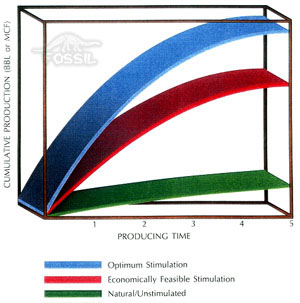 FOSSIL
CUMULATIVE PRODUCTION (BBL or MCF)
1 2 3 4 5
PRODUCING TIME
Optimum Stimulation
Economically Feasible Stimulation
Natural/Unstimulated